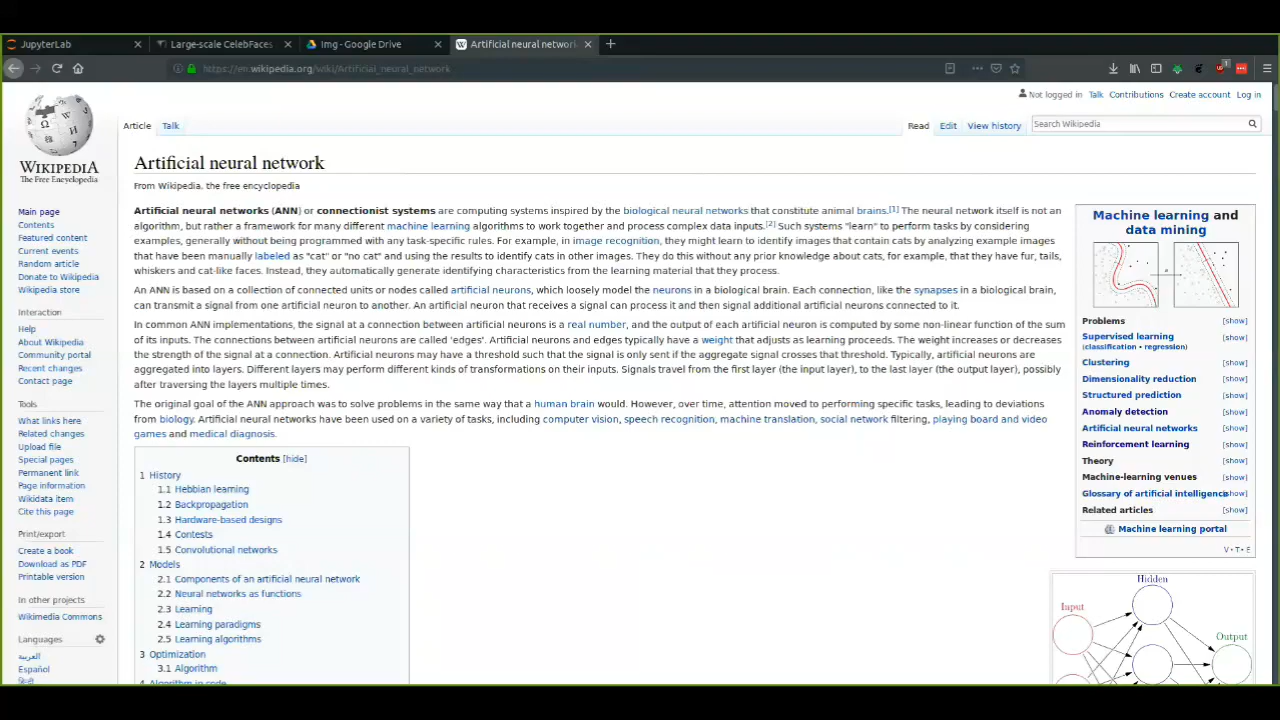 JupyterLab
Large-scale CelebFaces
Img - Google Drive
Artificial neural network
https://en.wikipedia.org/wiki/Artificial_neural_network
Not logged in Talk Contributions Create account Log in
Article Talk
Read Edit View history
Search Wikipedia
WIKIPEDIA
The Free Encyclopedia
Main page
Contents
Featured content
Current events
Random article
Donate to Wikipedia
Wikipedia store
Interaction
Help
About Wikipedia
Community portal
Recent changes
Contact page
Tools
What links here
Related changes
Upload file
Special pages
Permanent link
Page information
Wikidata item
Cite this page
Print/export
Create a book
Download as PDF
Printable version
In other projects
Wikimedia Commons
Languages
العربية
Español
हिन्दी
Artificial neural network
From Wikipedia, the free encyclopedia
Artificial neural networks (ANN) or connectionist systems are computing systems inspired by the biological neural networks that constitute animal brains.[1] The neural network itself is not an
algorithm, but rather a framework for many different machine learning algorithms to work together and process complex data inputs.[2] Such systems "learn" to perform tasks by considering
examples, generally without being programmed with any task-specific rules. For example, in image recognition, they might learn to identify images that contain cats by analyzing example images
that have been manually labeled as "cat" or "no cat" and using the results to identify cats in other images. They do this without any prior knowledge about cats, for example, that they have fur, tails,
whiskers and cat-like faces. Instead, they automatically generate identifying characteristics from the learning material that they process.
An ANN is based on a collection of connected units or nodes called artificial neurons, which loosely model the neurons in a biological brain. Each connection, like the synapses in a biological brain,
can transmit a signal from one artificial neuron to another. An artificial neuron that receives a signal can process it and then signal additional artificial neurons connected to it.
In common ANN implementations, the signal at a connection between artificial neurons is a real number, and the output of each artificial neuron is computed by some non-linear function of the sum
of its inputs. The connections between artificial neurons are called 'edges'. Artificial neurons and edges typically have a weight that adjusts as learning proceeds. The weight increases or decreases
the strength of the signal at a connection. Artificial neurons may have a threshold such that the signal is only sent if the aggregate signal crosses that threshold. Typically, artificial neurons are
aggregated into layers. Different layers may perform different kinds of transformations on their inputs. Signals travel from the first layer (the input layer), to the last layer (the output layer), possibly
after traversing the layers multiple times.
The original goal of the ANN approach was to solve problems in the same way that a human brain would. However, over time, attention moved to performing specific tasks, leading to deviations
from biology. Artificial neural networks have been used on a variety of tasks, including computer vision, speech recognition, machine translation, social network filtering, playing board and video
games and medical diagnosis.
Contents [hide]
1 History
1.1 Hebbian learning
1.2 Backpropagation
1.3 Hardware-based designs
1.4 Contests
1.5 Convolutional networks
2 Models
2.1 Components of an artificial neural network
2.2 Neural networks as functions
2.3 Learning
2.4 Learning paradigms
2.5 Learning algorithms
3 Optimization
3.1 Algorithm
4 Algorithm in code
Machine learning and
data mining
Problems [show]
Supervised learning [show]
(classification • regression)
Clustering [show]
Dimensionality reduction [show]
Structured prediction [show]
Anomaly detection [show]
Artificial neural networks [show]
Reinforcement learning [show]
Theory [show]
Machine-learning venues [show]
Glossary of artificial intelligence [show]
Related articles [show]
Machine learning portal
V • T • E
Hidden
Input
Output